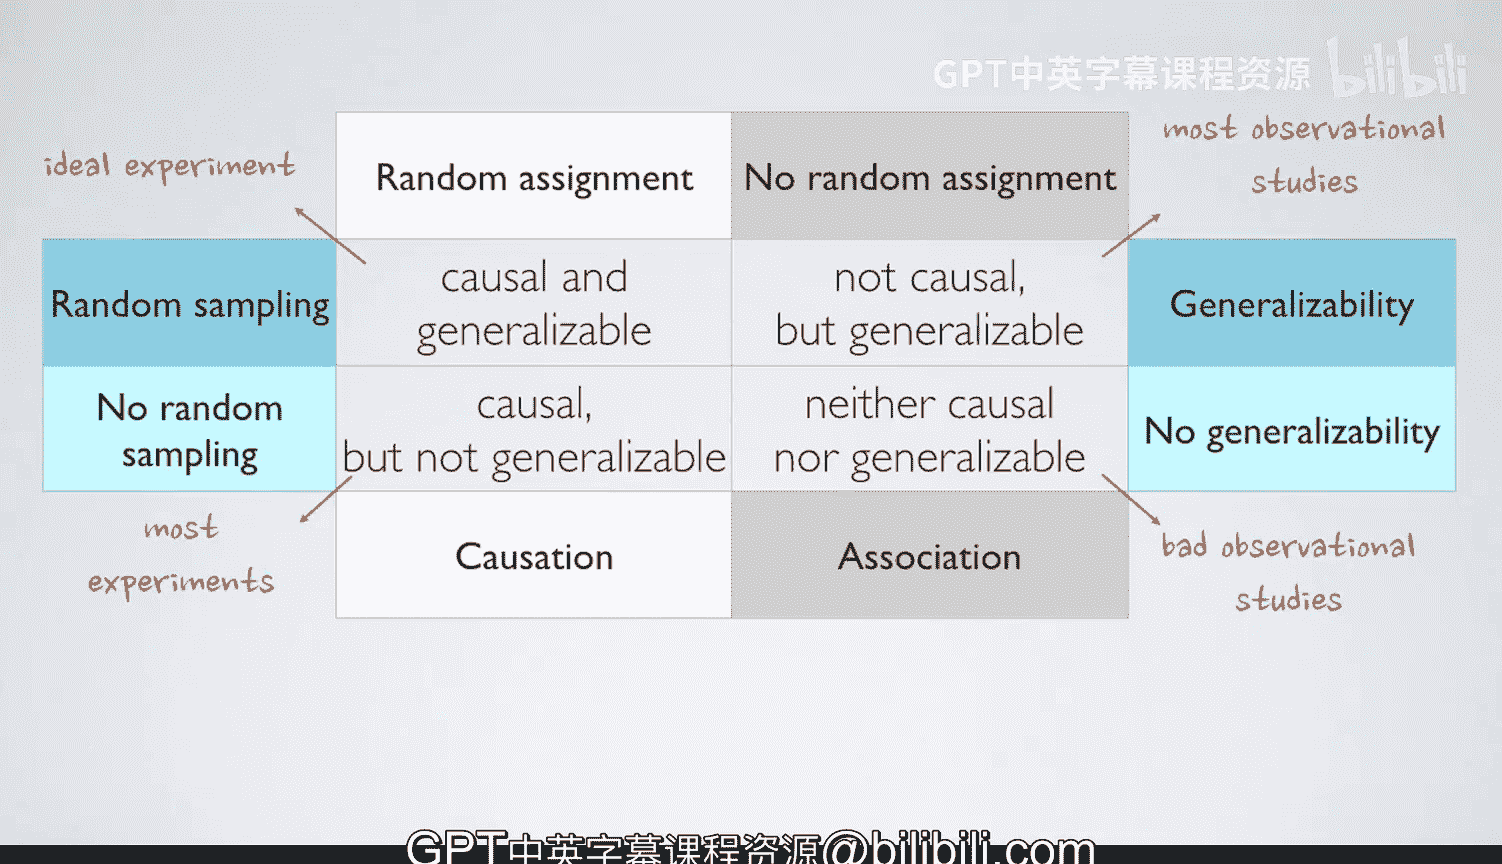 GPT中英字幕课程资源 bilibili
ideal experiment
Random assignment
No random assignment
most observational
studies
Random sampling
causal and
generalizable
not causal,
but generalizable
Generalizability
No random
sampling
causal,
but not generalizable
neither causal
nor generalizable
No generalizability
most
experiments
Causation
Association
bad observational
studies
GPT中英字幕课程资源@bilibili.com